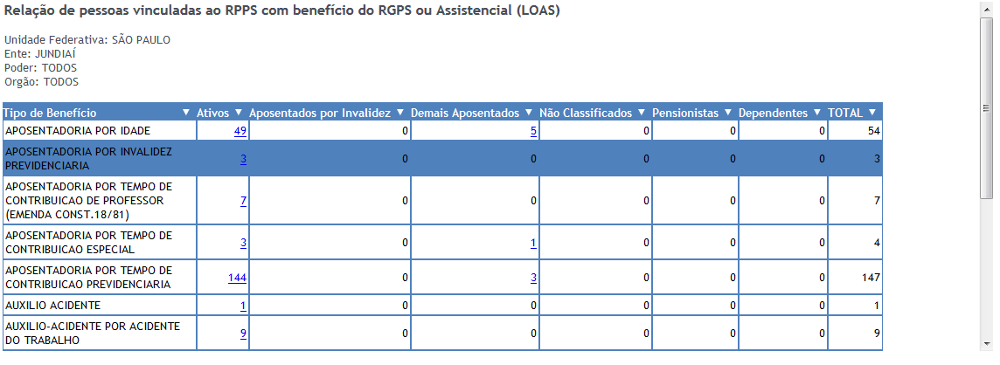 Relação de pessoas vinculadas ao RPPS com benefício do RGPS ou Assistencial (LOAS)
Unidade Federativa: SÃO PAULO
Ente: JUNDIAÍ
Poder: TODOS
Orgão: TODOS
Tipo de Benefício Ativos Aposentados por Invalidez Demais Aposentados Não Classificados Pensionistas Dependentes TOTAL
APOSENTADORIA POR IDADE 49 0 5 0 0 0 54
APOSENTADORIA POR INVALIDEZ
PREVIDENCIARIA 3 0 0 0 0 0 3
APOSENTADORIA POR TEMPO DE
CONTRIBUICAO DE PROFESSOR 7 0 0 0 0 0 7
(EMENDA CONST.18/81)
APOSENTADORIA POR TEMPO DE
CONTRIBUICAO ESPECIAL 3 0 1 0 0 0 4
APOSENTADORIA POR TEMPO DE
CONTRIBUICAO PREVIDENCIARIA 144 0 3 0 0 0 147
AUXILIO ACIDENTE 1 0 0 0 0 0 1
AUXILIO-ACIDENTE POR ACIDENTE
DO TRABALHO 9 0 0 0 0 0 9